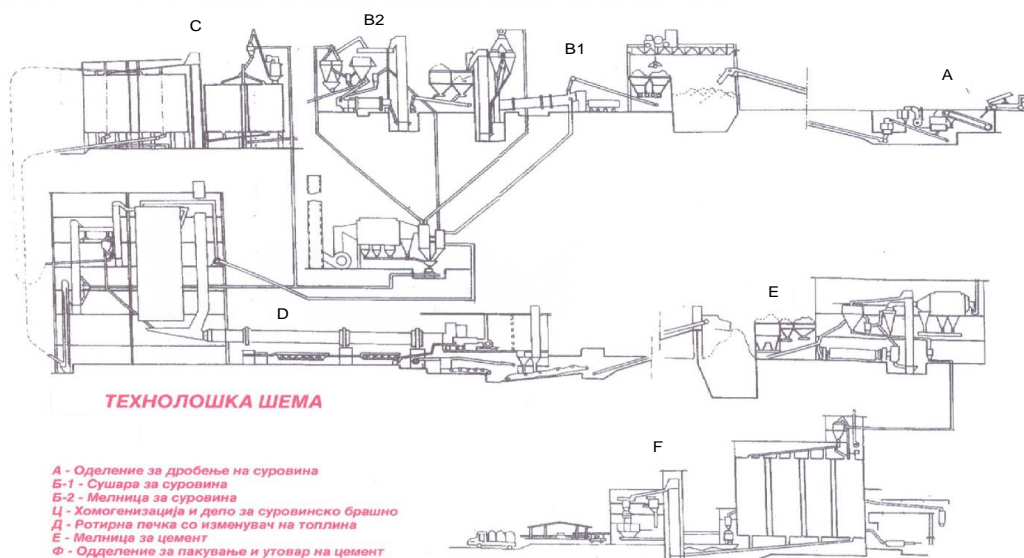 C
B2
B1
A
D
E
F
ТЕХНОЛОШКА ШЕМА
А - Оделение за дробење на суровина
Б-1 - Сушара за суровина
Б-2 - Мелница за суровина
Ц - Хомогенизација и депо за суровинско брашно
Д - Ротирна печка со изменувач на топлина
Е - Мелница за цемент
Ф - Одделение за пакување и утовар на цемент